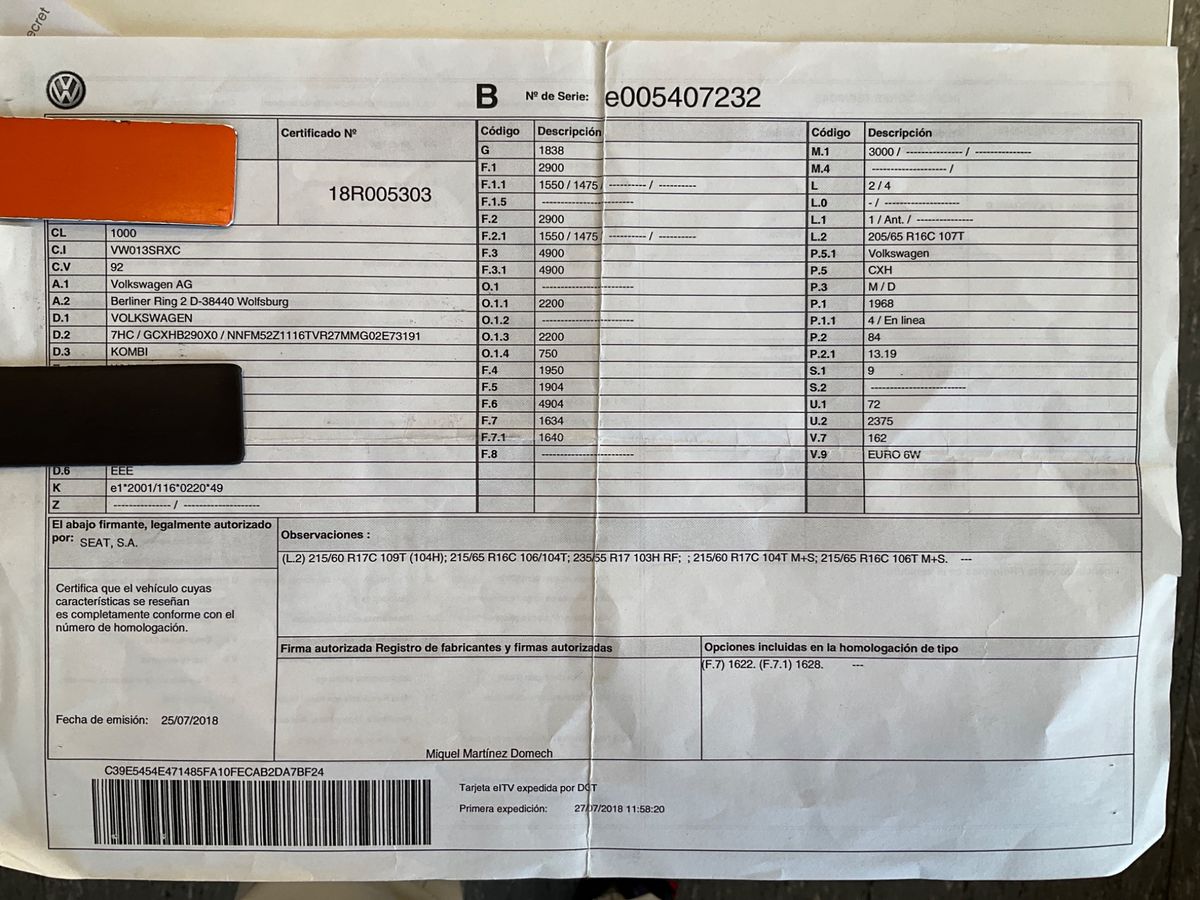 ecret
B Nº de Serie: e005407232
Certificado Nº
18R005303
CL 1000
C.I VW013SRXC
C.V 92
A.1 Volkswagen AG
A.2 Berliner Ring 2 D-38440 Wolfsburg
D.1 VOLKSWAGEN
D.2 7HC / GCXHB290X0 / NNFM52Z1116TVR27MMG02E73191
D.3 KOMBI
D.6 EEE
K e1*2001/116*0220*49
Z --------------- / --------------------
Código Descripción
G 1838
F.1 2900
F.1.1 1550 / 1475 / ---------- / ----------
F.1.5 ------------------------
F.2 2900
F.2.1 1550 / 1475 / ---------- / ----------
F.3 4900
F.3.1 4900
O.1 ------------------------
O.1.1 2200
O.1.2 ------------------------
O.1.3 2200
O.1.4 750
F.4 1950
F.5 1904
F.6 4904
F.7 1634
F.7.1 1640
F.8 ------------------------
Código Descripción
M.1 3000 / --------------- / ---------------
M.4 -------------------- /
L 2 / 4
L.0 - / --------------------
L.1 1 / Ant. / ---------------
L.2 205/65 R16C 107T
P.5.1 Volkswagen
P.5 CXH
P.3 M / D
P.1 1968
P.1.1 4 / En linea
P.2 84
P.2.1 13.19
S.1 9
S.2 -------------------------
U.1 72
U.2 2375
V.7 162
V.9 EURO 6W
El abajo firmante, legalmente autorizado
por: SEAT, S.A.
Certifica que el vehículo cuyas
características se reseñan
es completamente conforme con el
número de homologación.
Fecha de emisión: 25/07/2018
Observaciones :
(L.2) 215/60 R17C 109T (104H); 215/65 R16C 106/104T; 235/55 R17 103H RF; ; 215/60 R17C 104T M+S; 215/65 R16C 106T M+S. ---
Firma autorizada Registro de fabricantes y firmas autorizadas
Miquel Martínez Domech
Opciones incluidas en la homologación de tipo
(F.7) 1622. (F.7.1) 1628. ---
C39E5454E471485FA10FECAB2DA7BF24
Tarjeta eITV expedida por DGT
Primera expedición: 27/07/2018 11:58:20